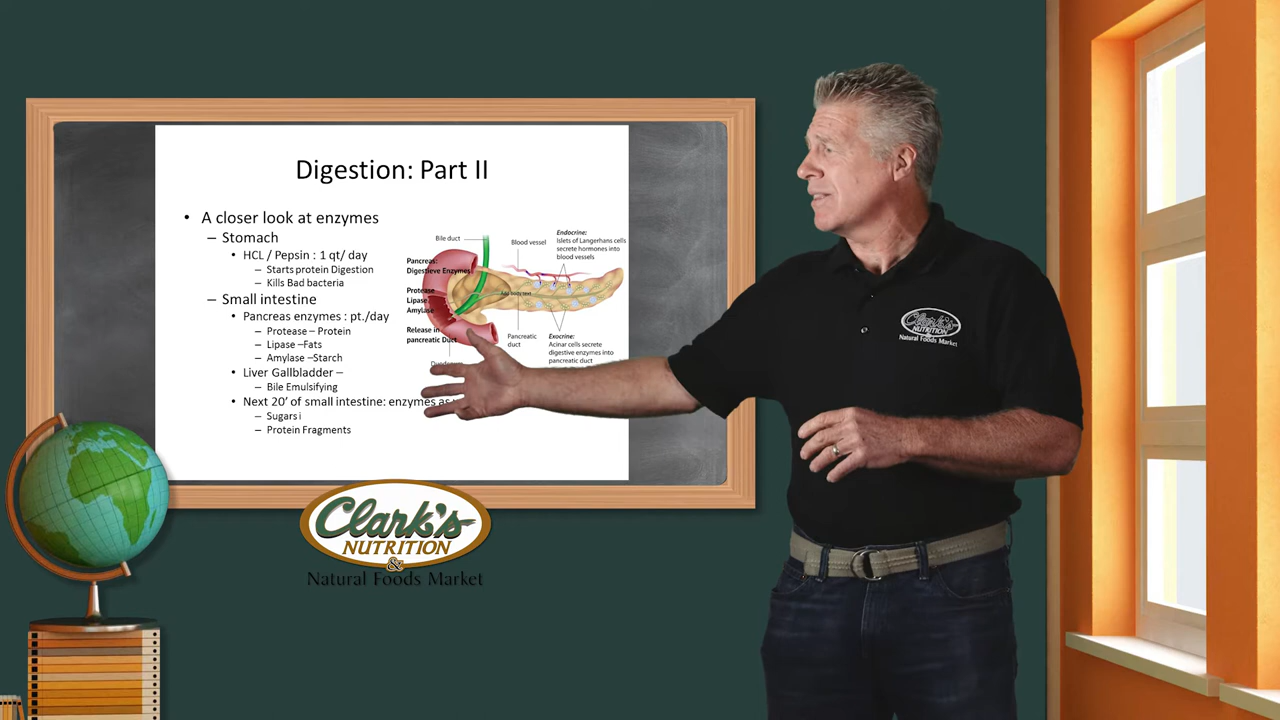 Digestion: Part II
• A closer look at enzymes
– Stomach
• HCL / Pepsin : 1 qt/ day
– Starts protein Digestion
– Kills Bad bacteria
– Small intestine
• Pancreas enzymes : pt./day
– Protease – Protein
– Lipase –Fats
– Amylase –Starch
• Liver Gallbladder –
– Bile Emulsifying
• Next 20’ of small intestine: enzymes as
– Sugars i
– Protein Fragments
Bile duct
Blood vessel
Endocrine:
Islets of Langerhans cells
secrete hormones into
blood vessels
Pancreas:
Digestieve Enzymes
Protease
Lipase
Amylase
Release in
pancreatic Duct
Pancreatic
duct
Exocrine:
Acinar cells secrete
digestive enzymes into
pancreatic duct
Clark's
NUTRITION
&
Natural Foods Market
Clark's
NUTRITION
&
Natural Foods Market